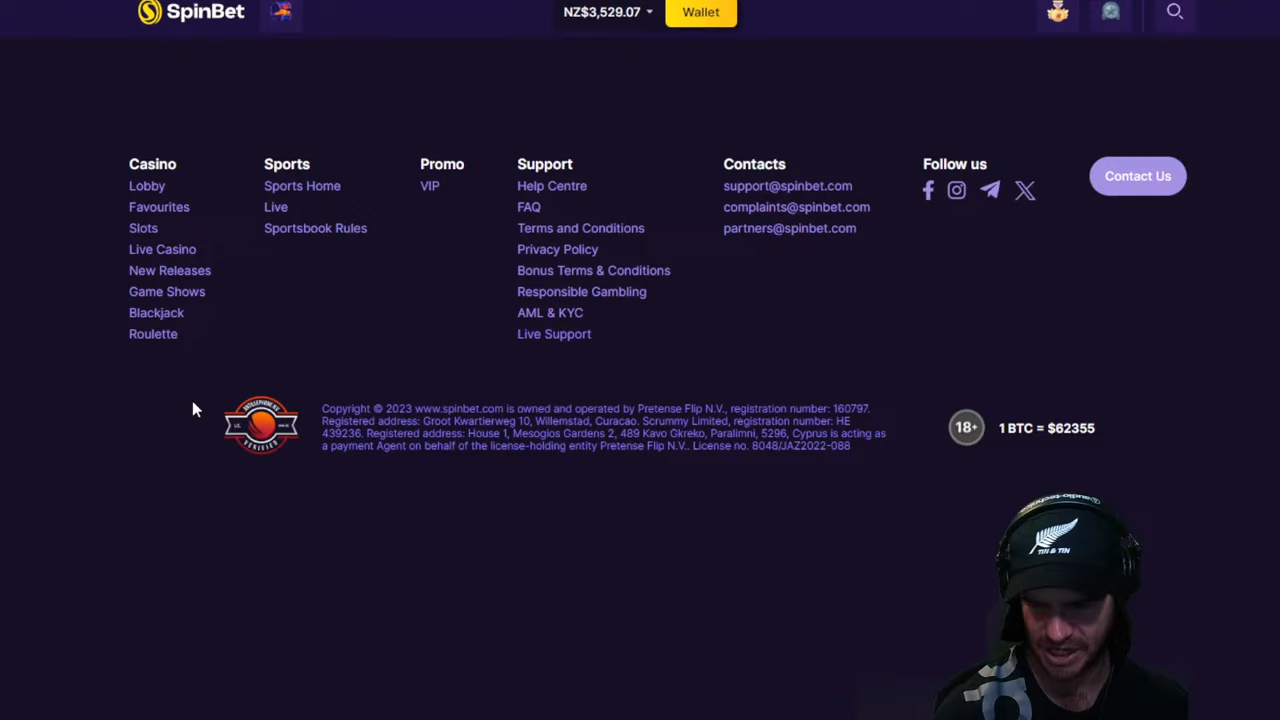 SpinBet
NZ$3,529.07
Wallet
Casino
Lobby
Favourites
Slots
Live Casino
New Releases
Game Shows
Blackjack
Roulette
Sports
Sports Home
Live
Sportsbook Rules
Promo
VIP
Support
Help Centre
FAQ
Terms and Conditions
Privacy Policy
Bonus Terms & Conditions
Responsible Gambling
AML & KYC
Live Support
Contacts
support@spinbet.com
complaints@spinbet.com
partners@spinbet.com
Follow us
Contact Us
Copyright © 2023 www.spinbet.com is owned and operated by Pretense Flip N.V., registration number: 160797.
Registered address: Groot Kwartierweg 10, Willemstad, Curacao. Scrummy Limited, registration number: HE
439236. Registered address: House 1, Mesogios Gardens 2, 489 Kavo Gkreko, Paralimni, 5296, Cyprus is acting as
a payment Agent on behalf of the license-holding entity Pretense Flip N.V.. License no. 8048/JAZ2022-088
18+
1 BTC = $62355
audio-technica